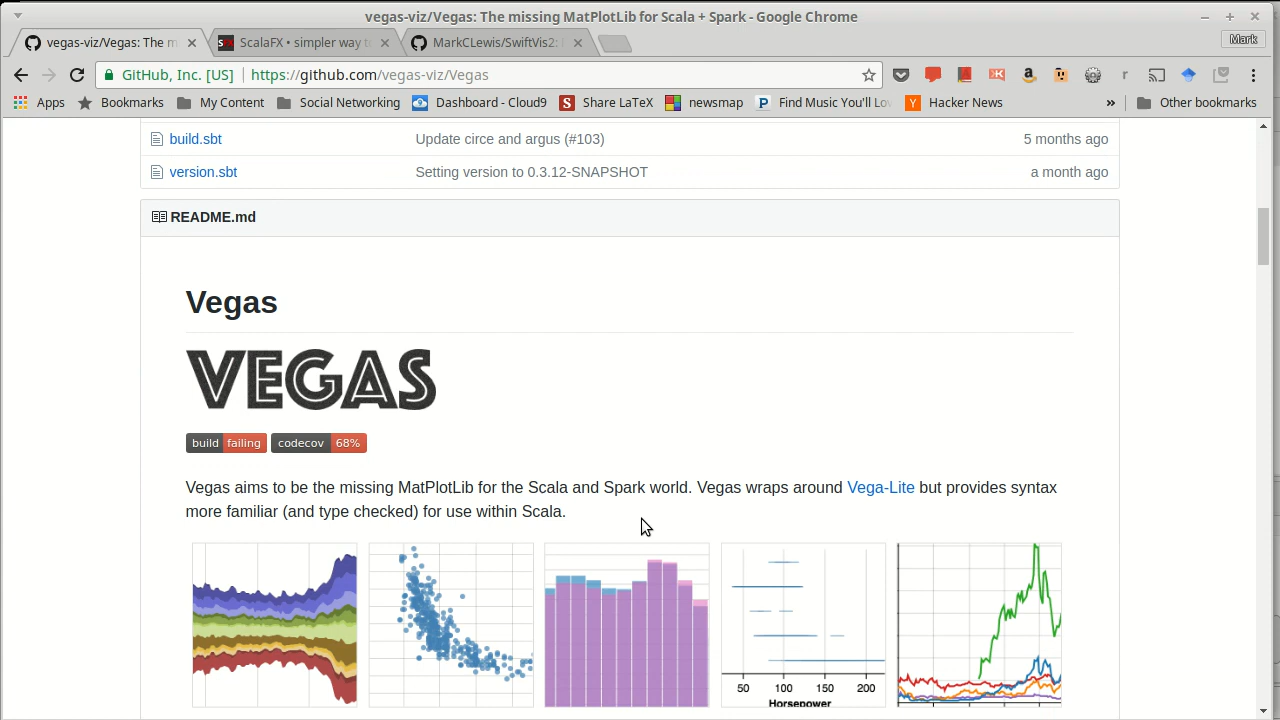 vegas-viz/Vegas: The missing MatPlotLib for Scala + Spark - Google Chrome
vegas-viz/Vegas: The m
ScalaFX • simpler way t
MarkCLewis/SwiftVis2:
Mark
GitHub, Inc. [US]
https://github.com/vegas-viz/Vegas
Apps
Bookmarks
My Content
Social Networking
Dashboard - Cloud9
Share LaTeX
newsmap
Find Music You'll Lo
Hacker News
»
Other bookmarks
build.sbt
Update circe and argus (#103)
5 months ago
version.sbt
Setting version to 0.3.12-SNAPSHOT
a month ago
README.md
Vegas
VEGAS
build failing
codecov 68%
Vegas aims to be the missing MatPlotLib for the Scala and Spark world. Vegas wraps around Vega-Lite but provides syntax
more familiar (and type checked) for use within Scala.
50 100 150 200
Horsepower